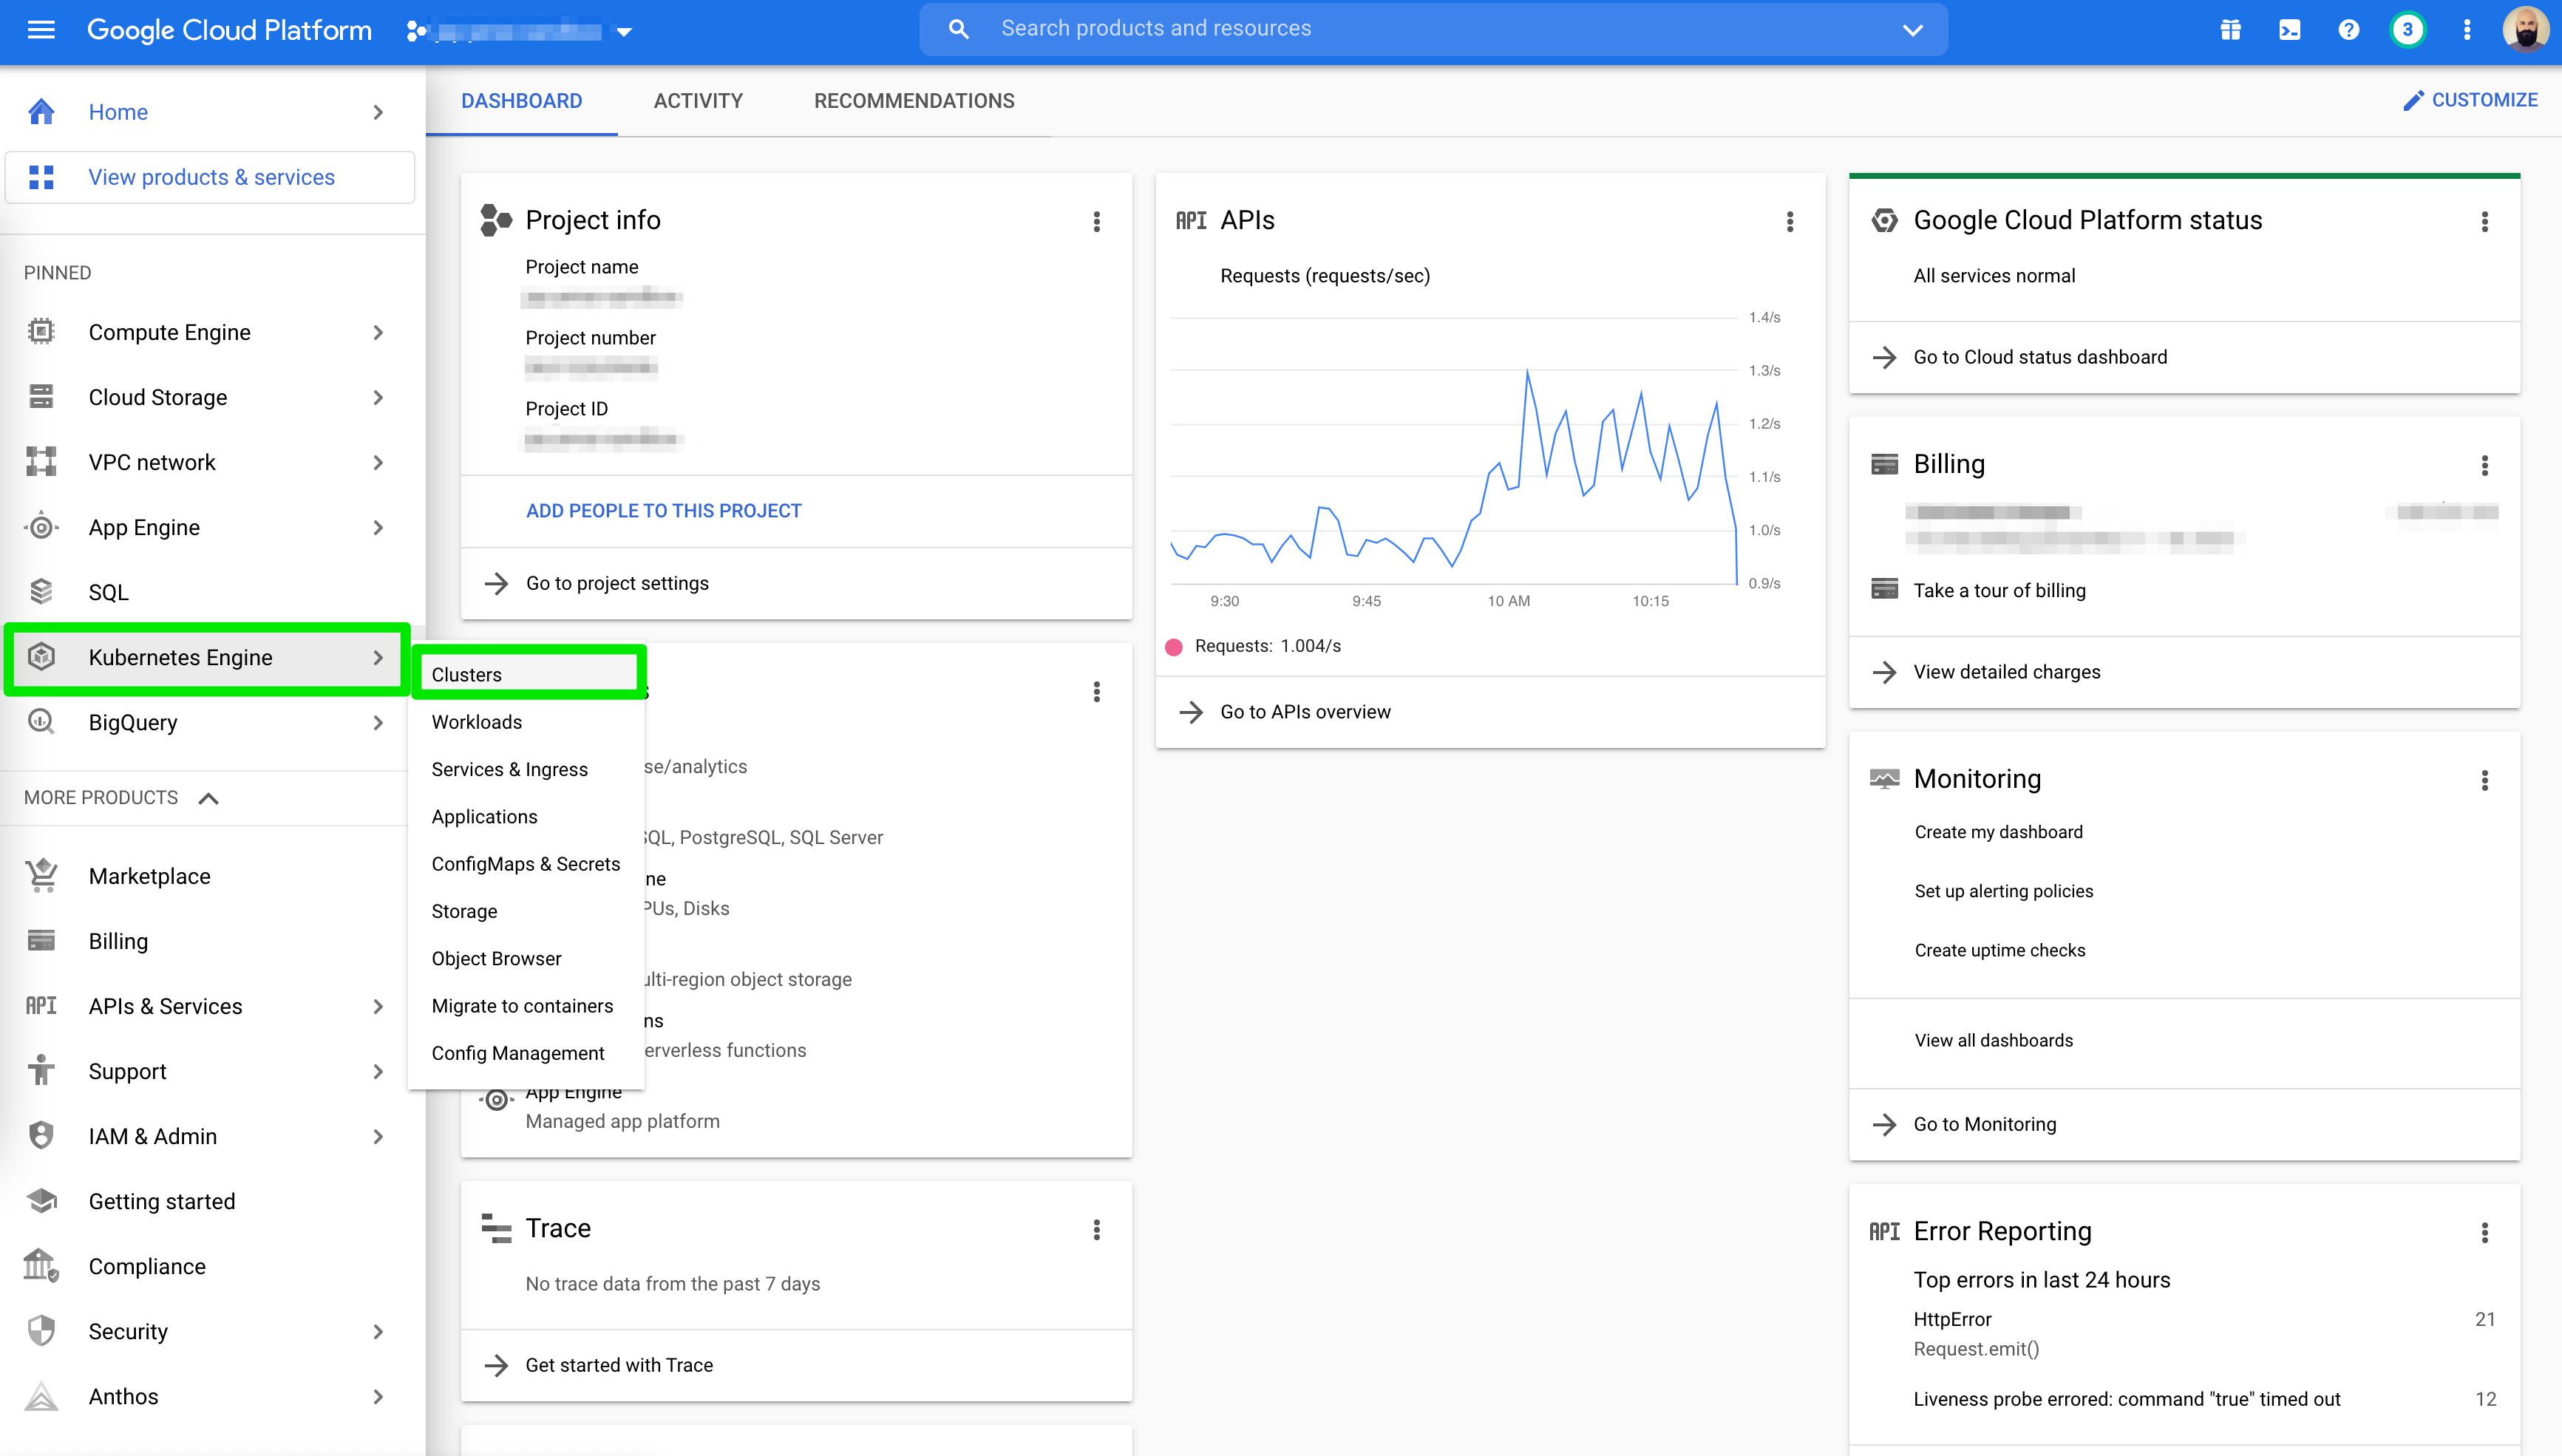 Google Cloud Platform
Search products and resources
3
Home
View products & services
PINNED
Compute Engine
Cloud Storage
VPC network
App Engine
SQL
Kubernetes Engine
BigQuery
MORE PRODUCTS
Marketplace
Billing
API APIs & Services
Support
IAM & Admin
Getting started
Compliance
Security
Anthos
Clusters
Workloads
Services & Ingress
Applications
ConfigMaps & Secrets
Storage
Object Browser
Migrate to containers
Config Management
DASHBOARD
ACTIVITY
RECOMMENDATIONS
CUSTOMIZE
Project info
Project name
Project number
Project ID
ADD PEOPLE TO THIS PROJECT
Go to project settings
se/analytics
SQL, PostgreSQL, SQL Server
ne
PUs, Disks
ulti-region object storage
ns
erverless functions
App Engine
Managed app platform
Trace
No trace data from the past 7 days
Get started with Trace
API APIs
Requests (requests/sec)
1.4/s
1.3/s
1.2/s
1.1/s
1.0/s
0.9/s
9:30 9:45 10 AM 10:15
Requests: 1.004/s
Go to APIs overview
Google Cloud Platform status
All services normal
Go to Cloud status dashboard
Billing
Take a tour of billing
View detailed charges
Monitoring
Create my dashboard
Set up alerting policies
Create uptime checks
View all dashboards
Go to Monitoring
API Error Reporting
Top errors in last 24 hours
HttpError 21
Request.emit()
Liveness probe errored: command "true" timed out 12